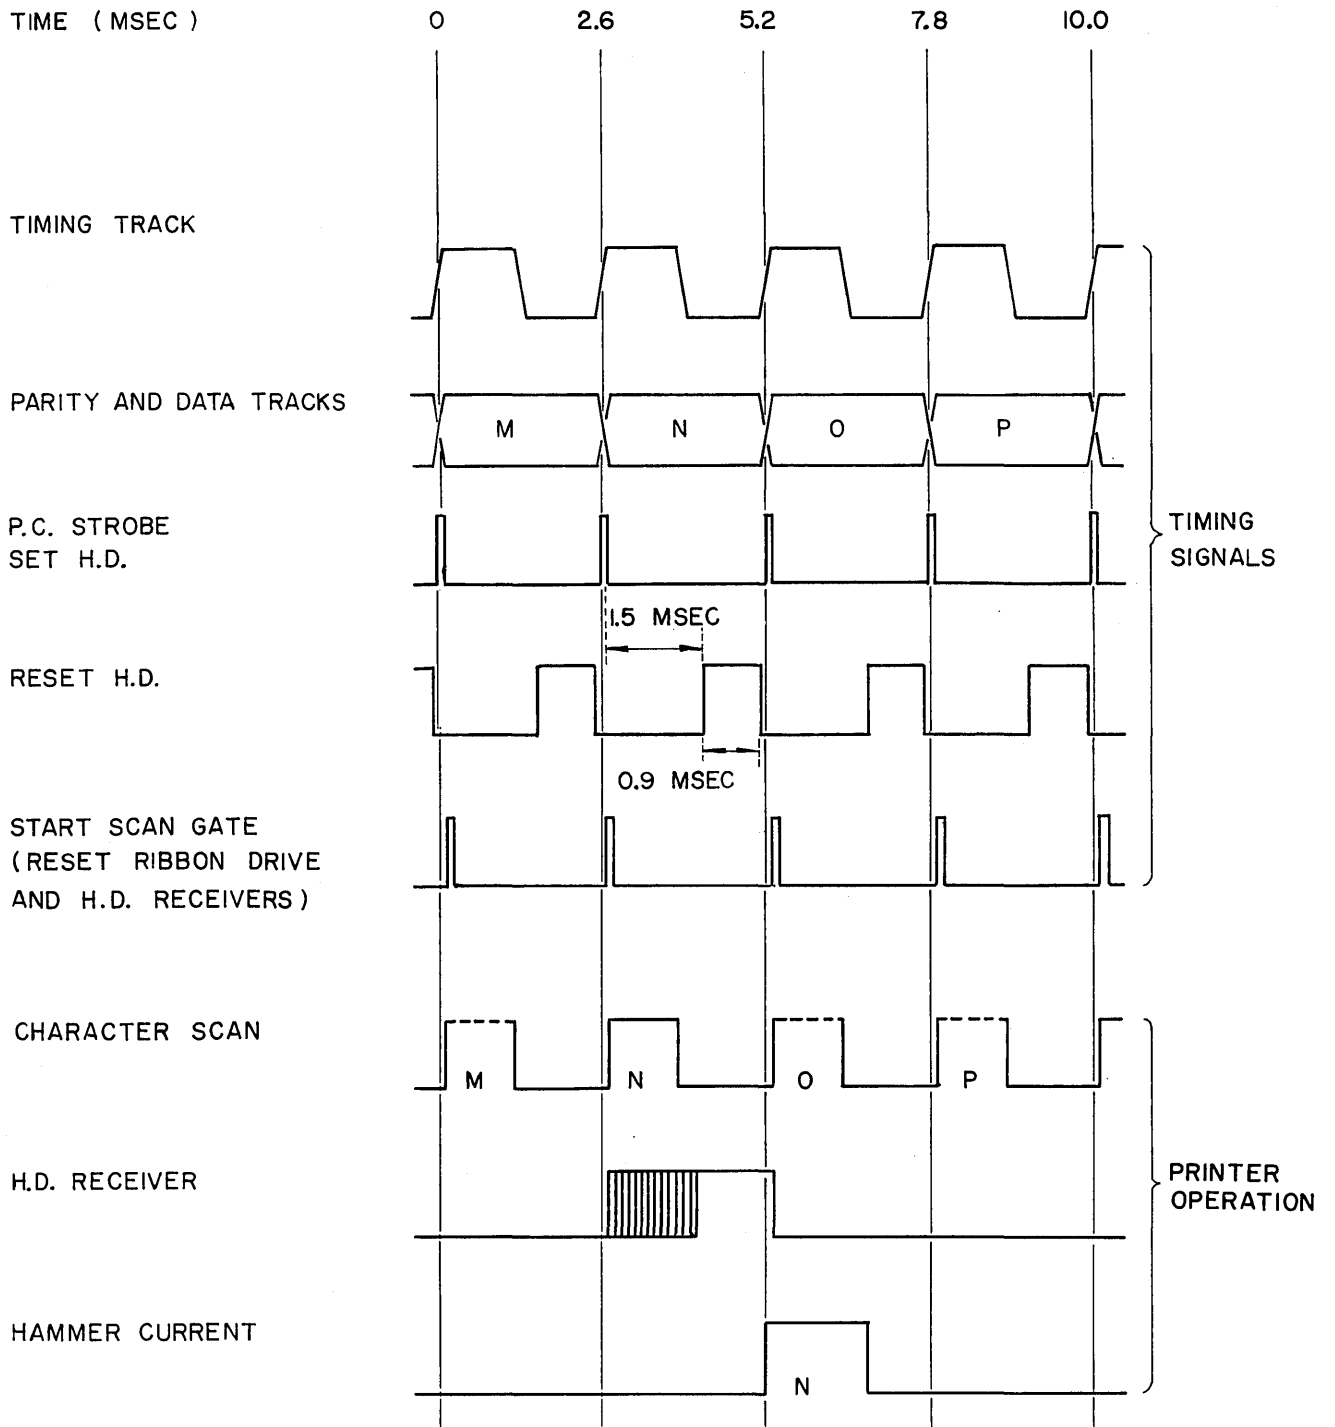 TIME (MSEC) 0 2.6 5.2 7.8 10.0
TIMING TRACK
PARITY AND DATA TRACKS M N O P
P.C. STROBE
SET H.D.
TIMING
SIGNALS
1.5 MSEC
RESET H.D.
0.9 MSEC
START SCAN GATE
(RESET RIBBON DRIVE
AND H.D. RECEIVERS)
CHARACTER SCAN
M N O P
H.D. RECEIVER
PRINTER
OPERATION
HAMMER CURRENT
N